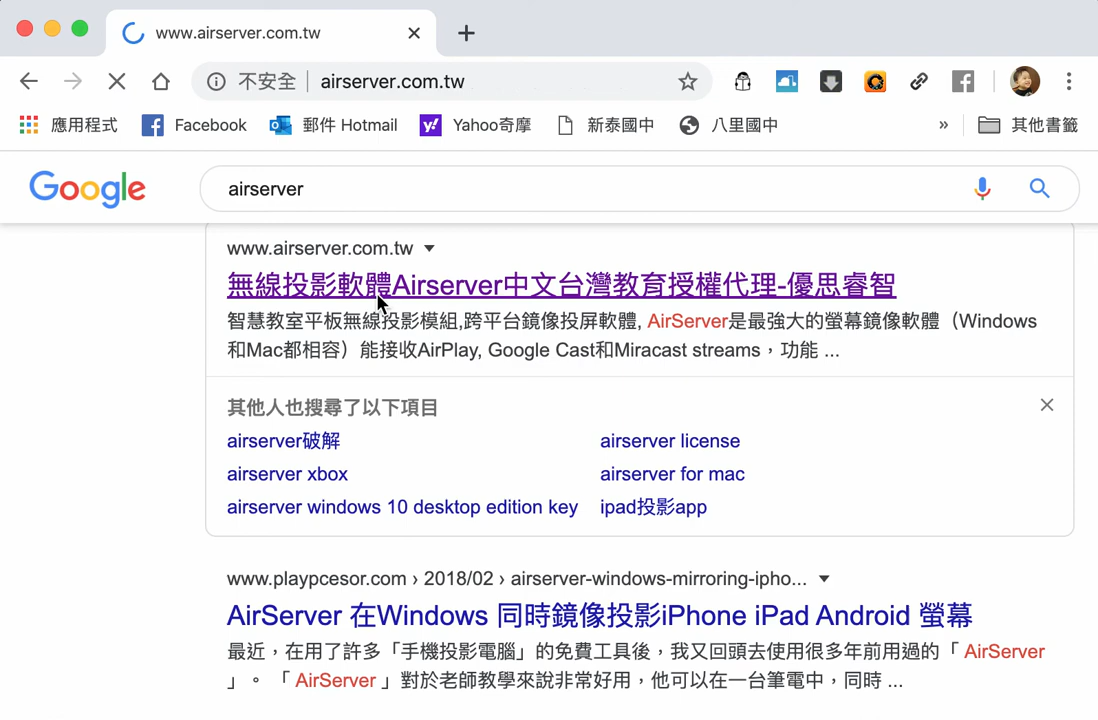 www.airserver.com.tw
不安全 airserver.com.tw
應用程式 Facebook 郵件 Hotmail Yahoo奇摩 新泰國中 八里國中 » 其他書籤
Google airserver
www.airserver.com.tw
無線投影軟體Airserver中文台灣教育授權代理-優思睿智
智慧教室平板無線投影模組,跨平台鏡像投屏軟體, AirServer是最強大的螢幕鏡像軟體（Windows
和Mac都相容）能接收AirPlay, Google Cast和Miracast streams，功能 ...
其他人也搜尋了以下項目
airserver破解 airserver license
airserver xbox airserver for mac
airserver windows 10 desktop edition key ipad投影app
www.playpcesor.com › 2018/02 › airserver-windows-mirroring-ipho...
AirServer 在Windows 同時鏡像投影iPhone iPad Android 螢幕
最近，在用了許多「手機投影電腦」的免費工具後，我又回頭去使用很多年前用過的「 AirServer
」。 「 AirServer 」對於老師教學來說非常好用，他可以在一台筆電中，同時 ...